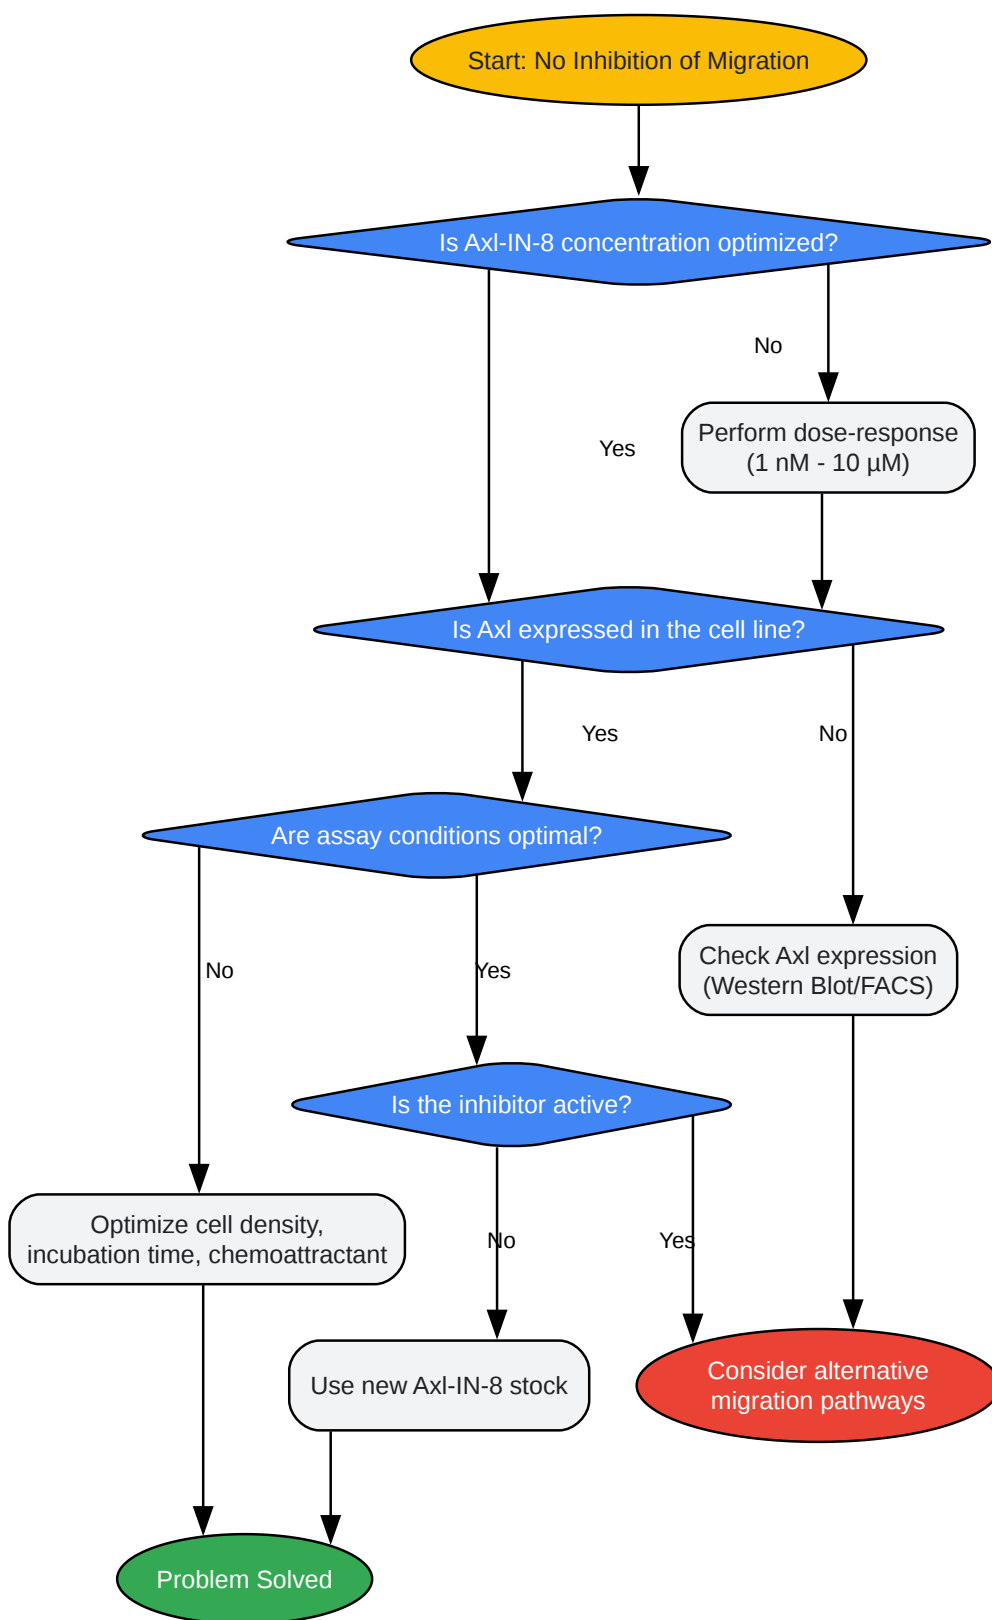 Start: No Inhibition of Migration
Is Axl-IN-8 concentration optimized?
No
Perform dose-response
(1 nM - 10 µM)
Yes
Is Axl expressed in the cell line?
Yes
No
Are assay conditions optimal?
Check Axl expression
(Western Blot/FACS)
No
Yes
Is the inhibitor active?
Optimize cell density,
incubation time, chemoattractant
No
Yes
Use new Axl-IN-8 stock
Consider alternative
migration pathways
Problem Solved